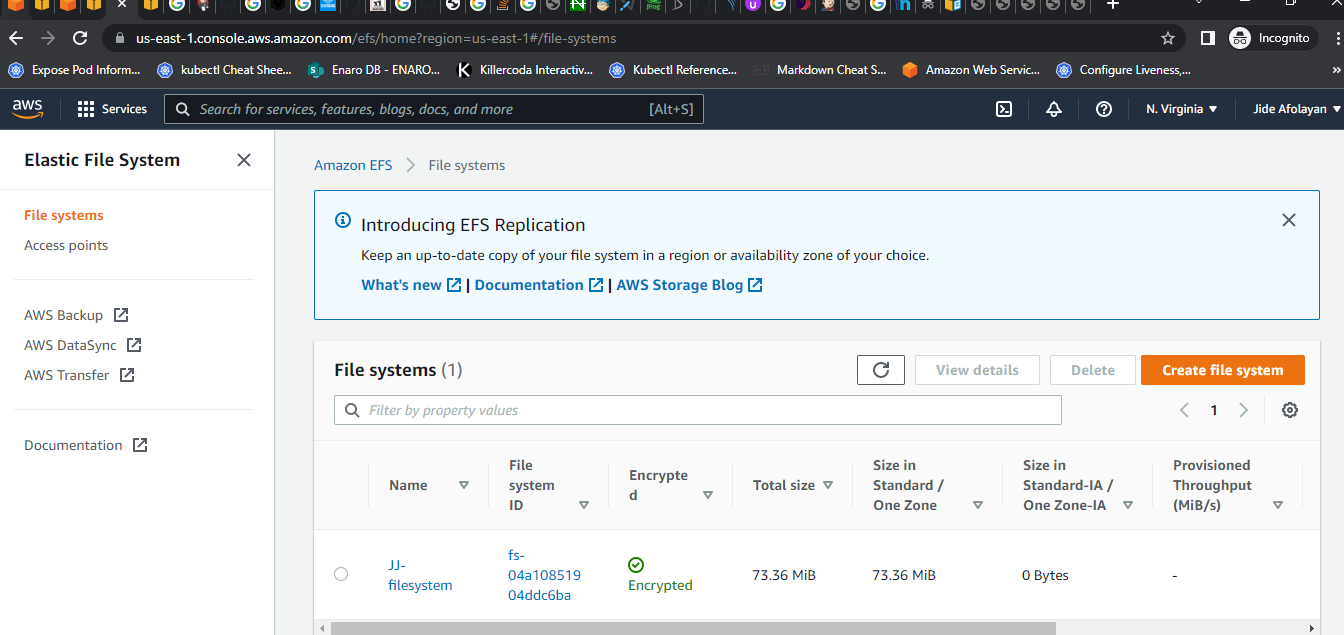 us-east-1.console.aws.amazon.com/efs/home?region=us-east-1#/file-systems
Incognito
Expose Pod Inform...
kubectl Cheat Shee...
Enaro DB - ENARO...
Killercoda Interactiv...
Kubectl Reference...
Markdown Cheat S...
Amazon Web Servic...
Configure Liveness,...
»
aws
Services
Search for services, features, blogs, docs, and more
[Alt+S]
N. Virginia
Jide Afolayan
Elastic File System
File systems
Access points
AWS Backup
AWS DataSync
AWS Transfer
Documentation
Amazon EFS
File systems
Introducing EFS Replication
Keep an up-to-date copy of your file system in a region or availability zone of your choice.
What's new | Documentation | AWS Storage Blog
File systems (1)
View details
Delete
Create file system
Filter by property values
1
Name
File
system
ID
Encrypte
d
Total size
Size in
Standard /
One Zone
Size in
Standard-IA /
One Zone-IA
Provisioned
Throughput
(MiB/s)
JJ-
filesystem
fs-
04a108519
04ddc6ba
Encrypted
73.36 MiB
73.36 MiB
0 Bytes
-